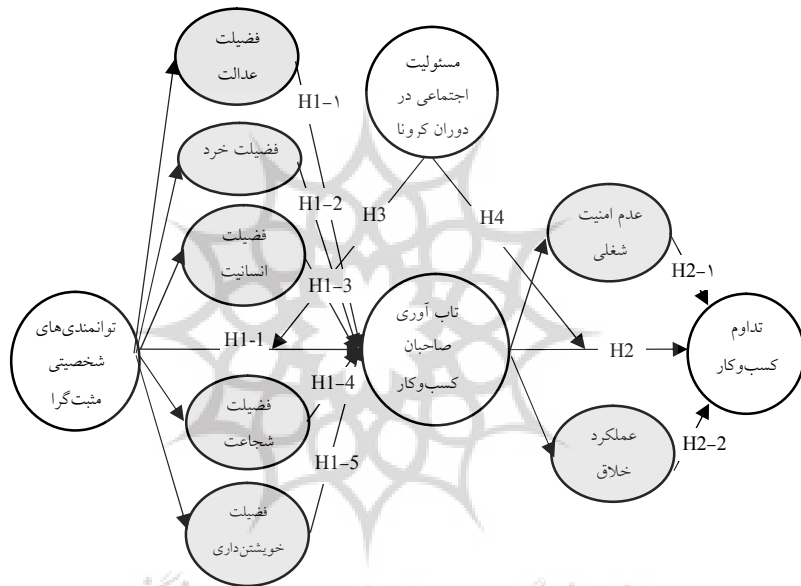 فضیلت
عدالت
مسئولیت
اجتماعی در
دوران کرونا
H1-۱
فضیلت خرد
H1-2
H3
H4
عدم امنیت
شغلی
فضیلت
انسانیت
H2-۱
H1-3
توانمندی‌های
شخصیتی
مثبت‌گرا
H1-1
تاب آوری
صاحبان
کسب‌وکار
H2
تداوم
کسب‌وکار
H1-4
فضیلت
شجاعت
عملکرد
خلاق
H2-2
H1-5
فضیلت
خویشتن‌داری